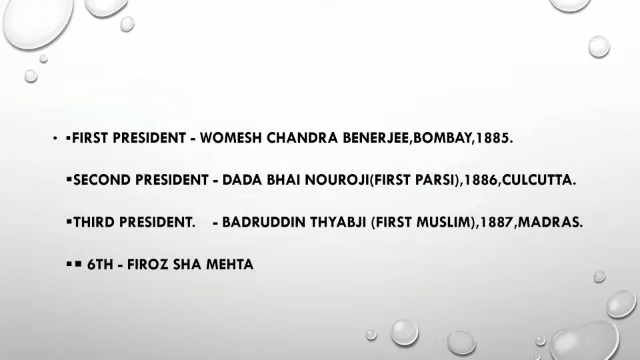 • ▪FIRST PRESIDENT - WOMESH CHANDRA BENERJEE,BOMBAY,1885.
▪SECOND PRESIDENT - DADA BHAI NOUROJI(FIRST PARSI),1886,CULCUTTA.
▪THIRD PRESIDENT. - BADRUDDIN THYABJI (FIRST MUSLIM),1887,MADRAS.
▪▪ 6TH - FIROZ SHA MEHTA